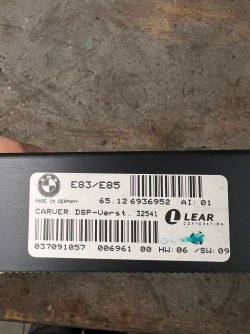 BMW
E83/E85
MADE IN GERMANY
65.12 6936952 AI: 01
CARVER DSP-Verst. 32541
LEAR
CORPORATION
037091057 006961 00 HW:06 /SW:09